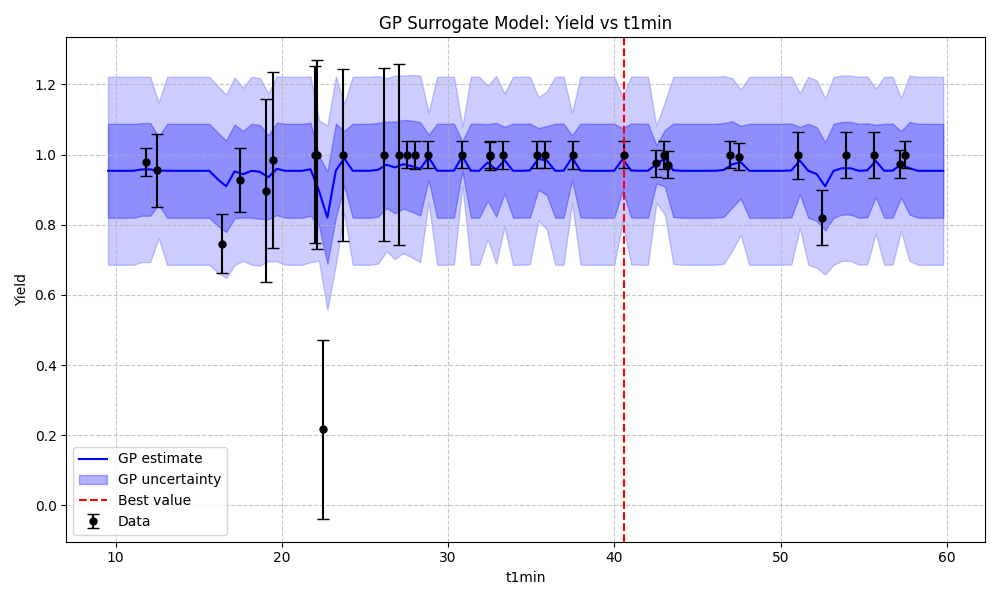 GP Surrogate Model: Yield vs t1min
1.2
1.0
0.8
0.6
0.4
0.2
0.0
Yield
GP estimate
GP uncertainty
Best value
Data
10
20
30
40
50
60
t1min